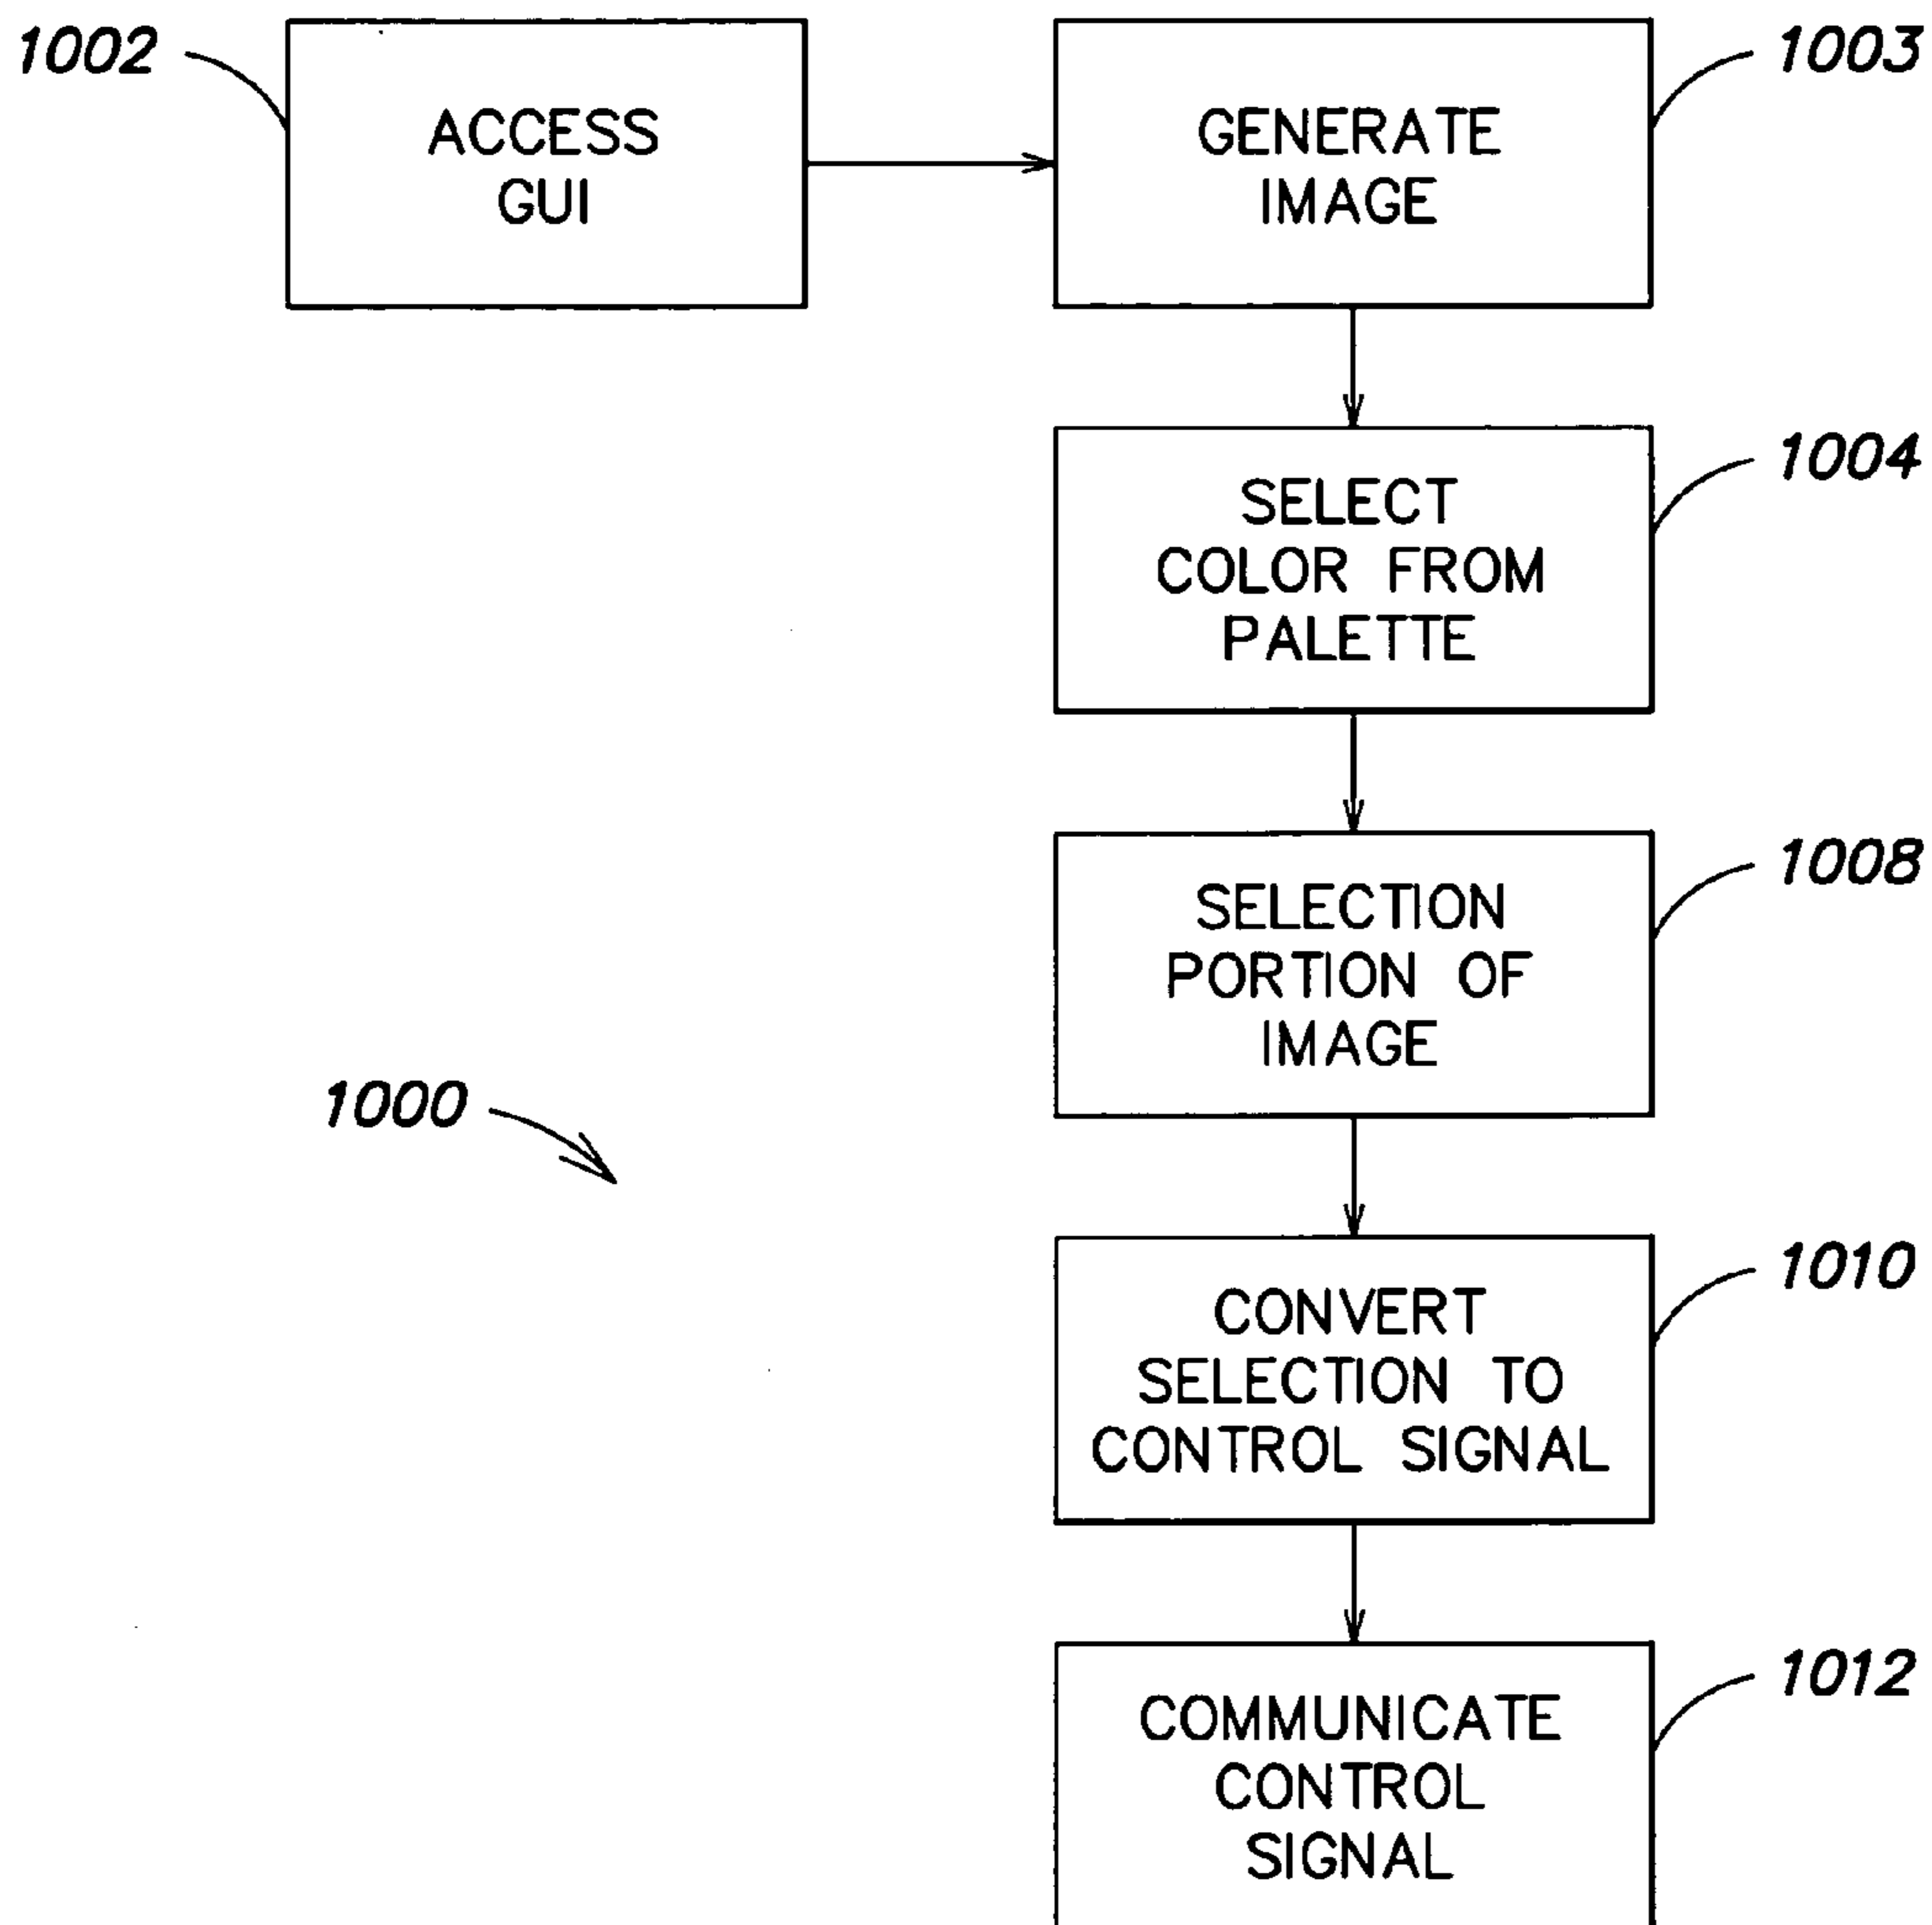 1002
ACCESS
GUI
GENERATE
IMAGE
1003
SELECT
COLOR FROM
PALETTE
1004
SELECTION
PORTION OF
IMAGE
1008
1000
CONVERT
SELECTION TO
CONTROL SIGNAL
1010
COMMUNICATE
CONTROL
SIGNAL
1012